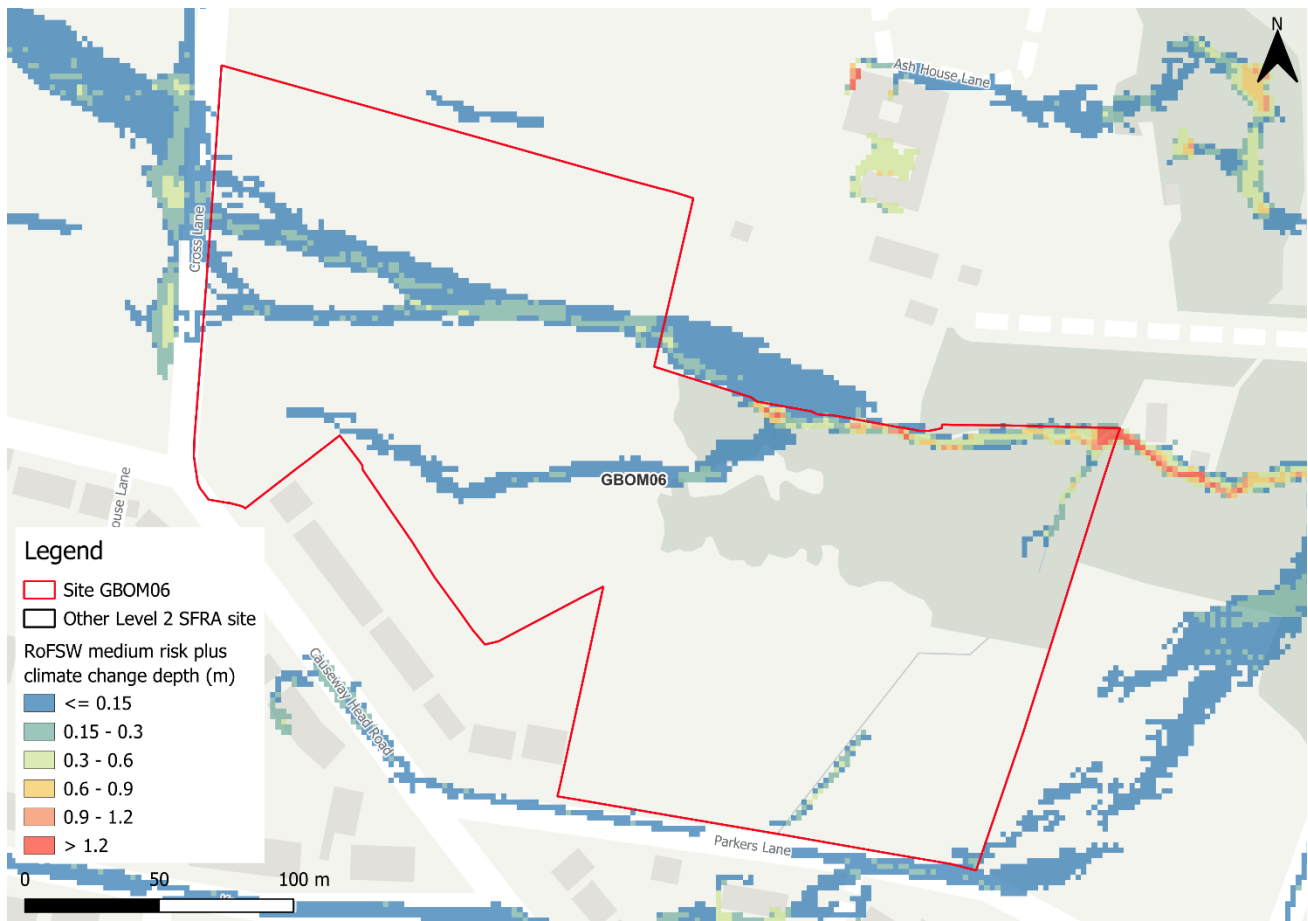 N
Ash House Lane
Cross Lane
GBOM06
ouse Lane
Causeway Head Road
Parkers Lane
Legend
Site GBOM06
Other Level 2 SFRA site
RoFSW medium risk plus
climate change depth (m)
<= 0.15
0.15 - 0.3
0.3 - 0.6
0.6 - 0.9
0.9 - 1.2
> 1.2
0 50 100 m